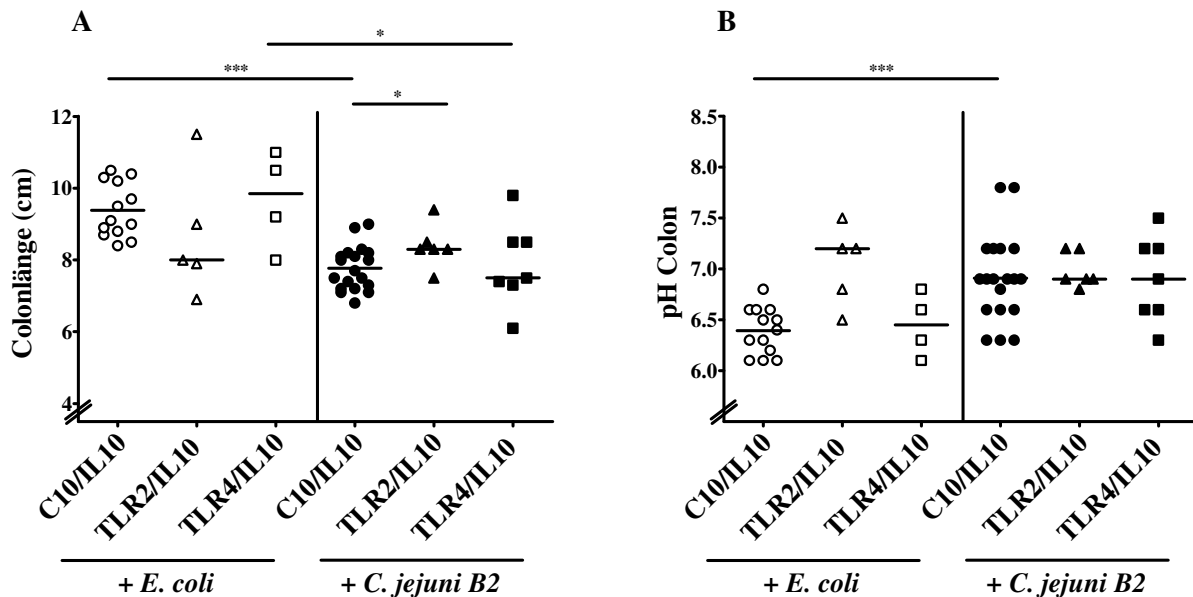 A
*
***
*
Colonlänge (cm)
12
10
8
6
4
C10/IL10
TLR2/IL10
TLR4/IL10
C10/IL10
TLR2/IL10
TLR4/IL10
+ E. coli
+ C. jejuni B2
B
***
pH Colon
8.5
8.0
7.5
7.0
6.5
6.0
C10/IL10
TLR2/IL10
TLR4/IL10
C10/IL10
TLR2/IL10
TLR4/IL10
+ E. coli
+ C. jejuni B2